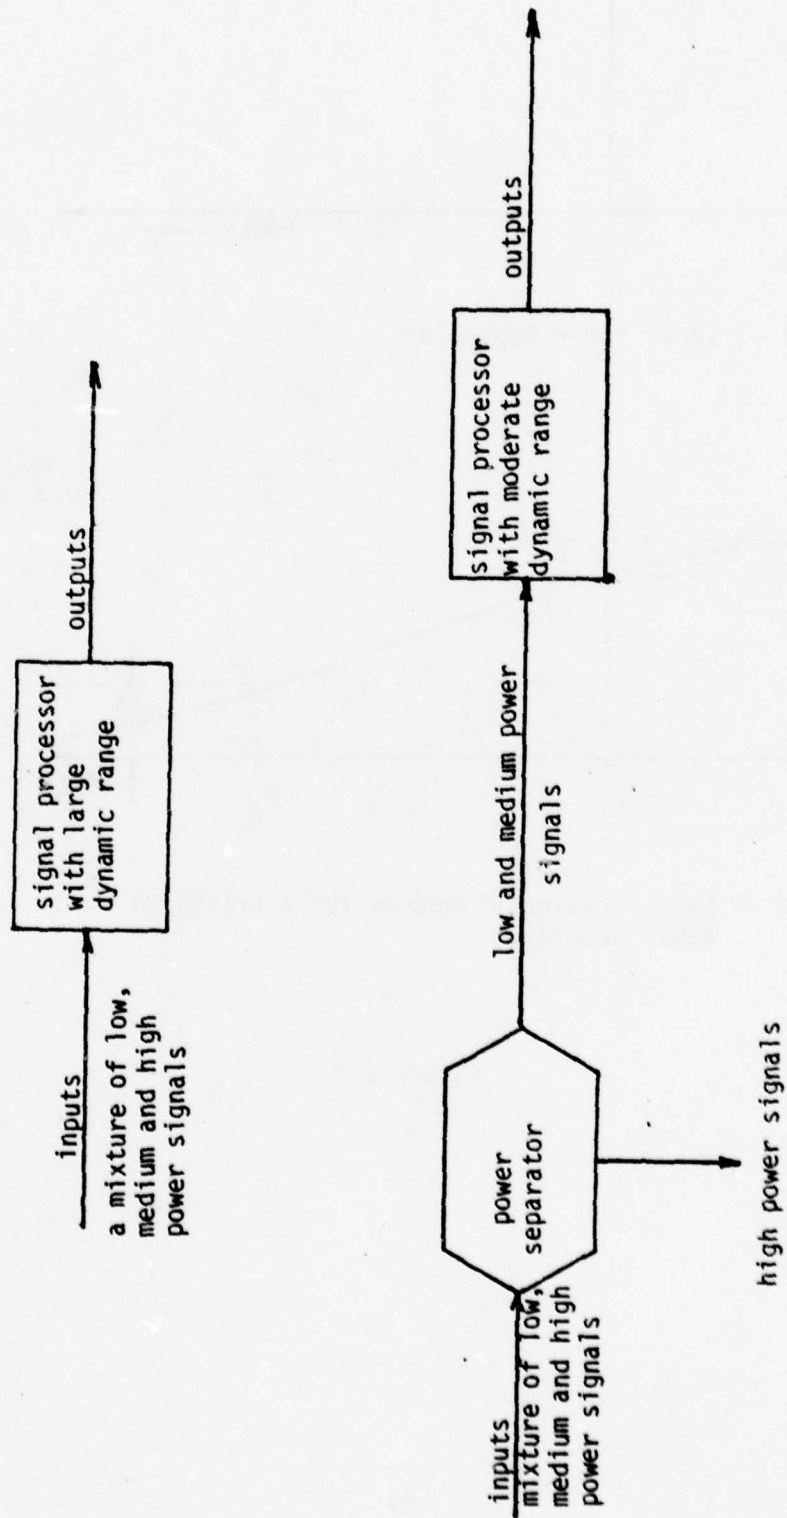 inputs
a mixture of low,
medium and high
power signals
signal processor
with large
dynamic range
outputs
inputs
mixture of low,
medium and high
power signals
power
separator
high power signals
low and medium power
signals
signal processor
with moderate
dynamic range
outputs